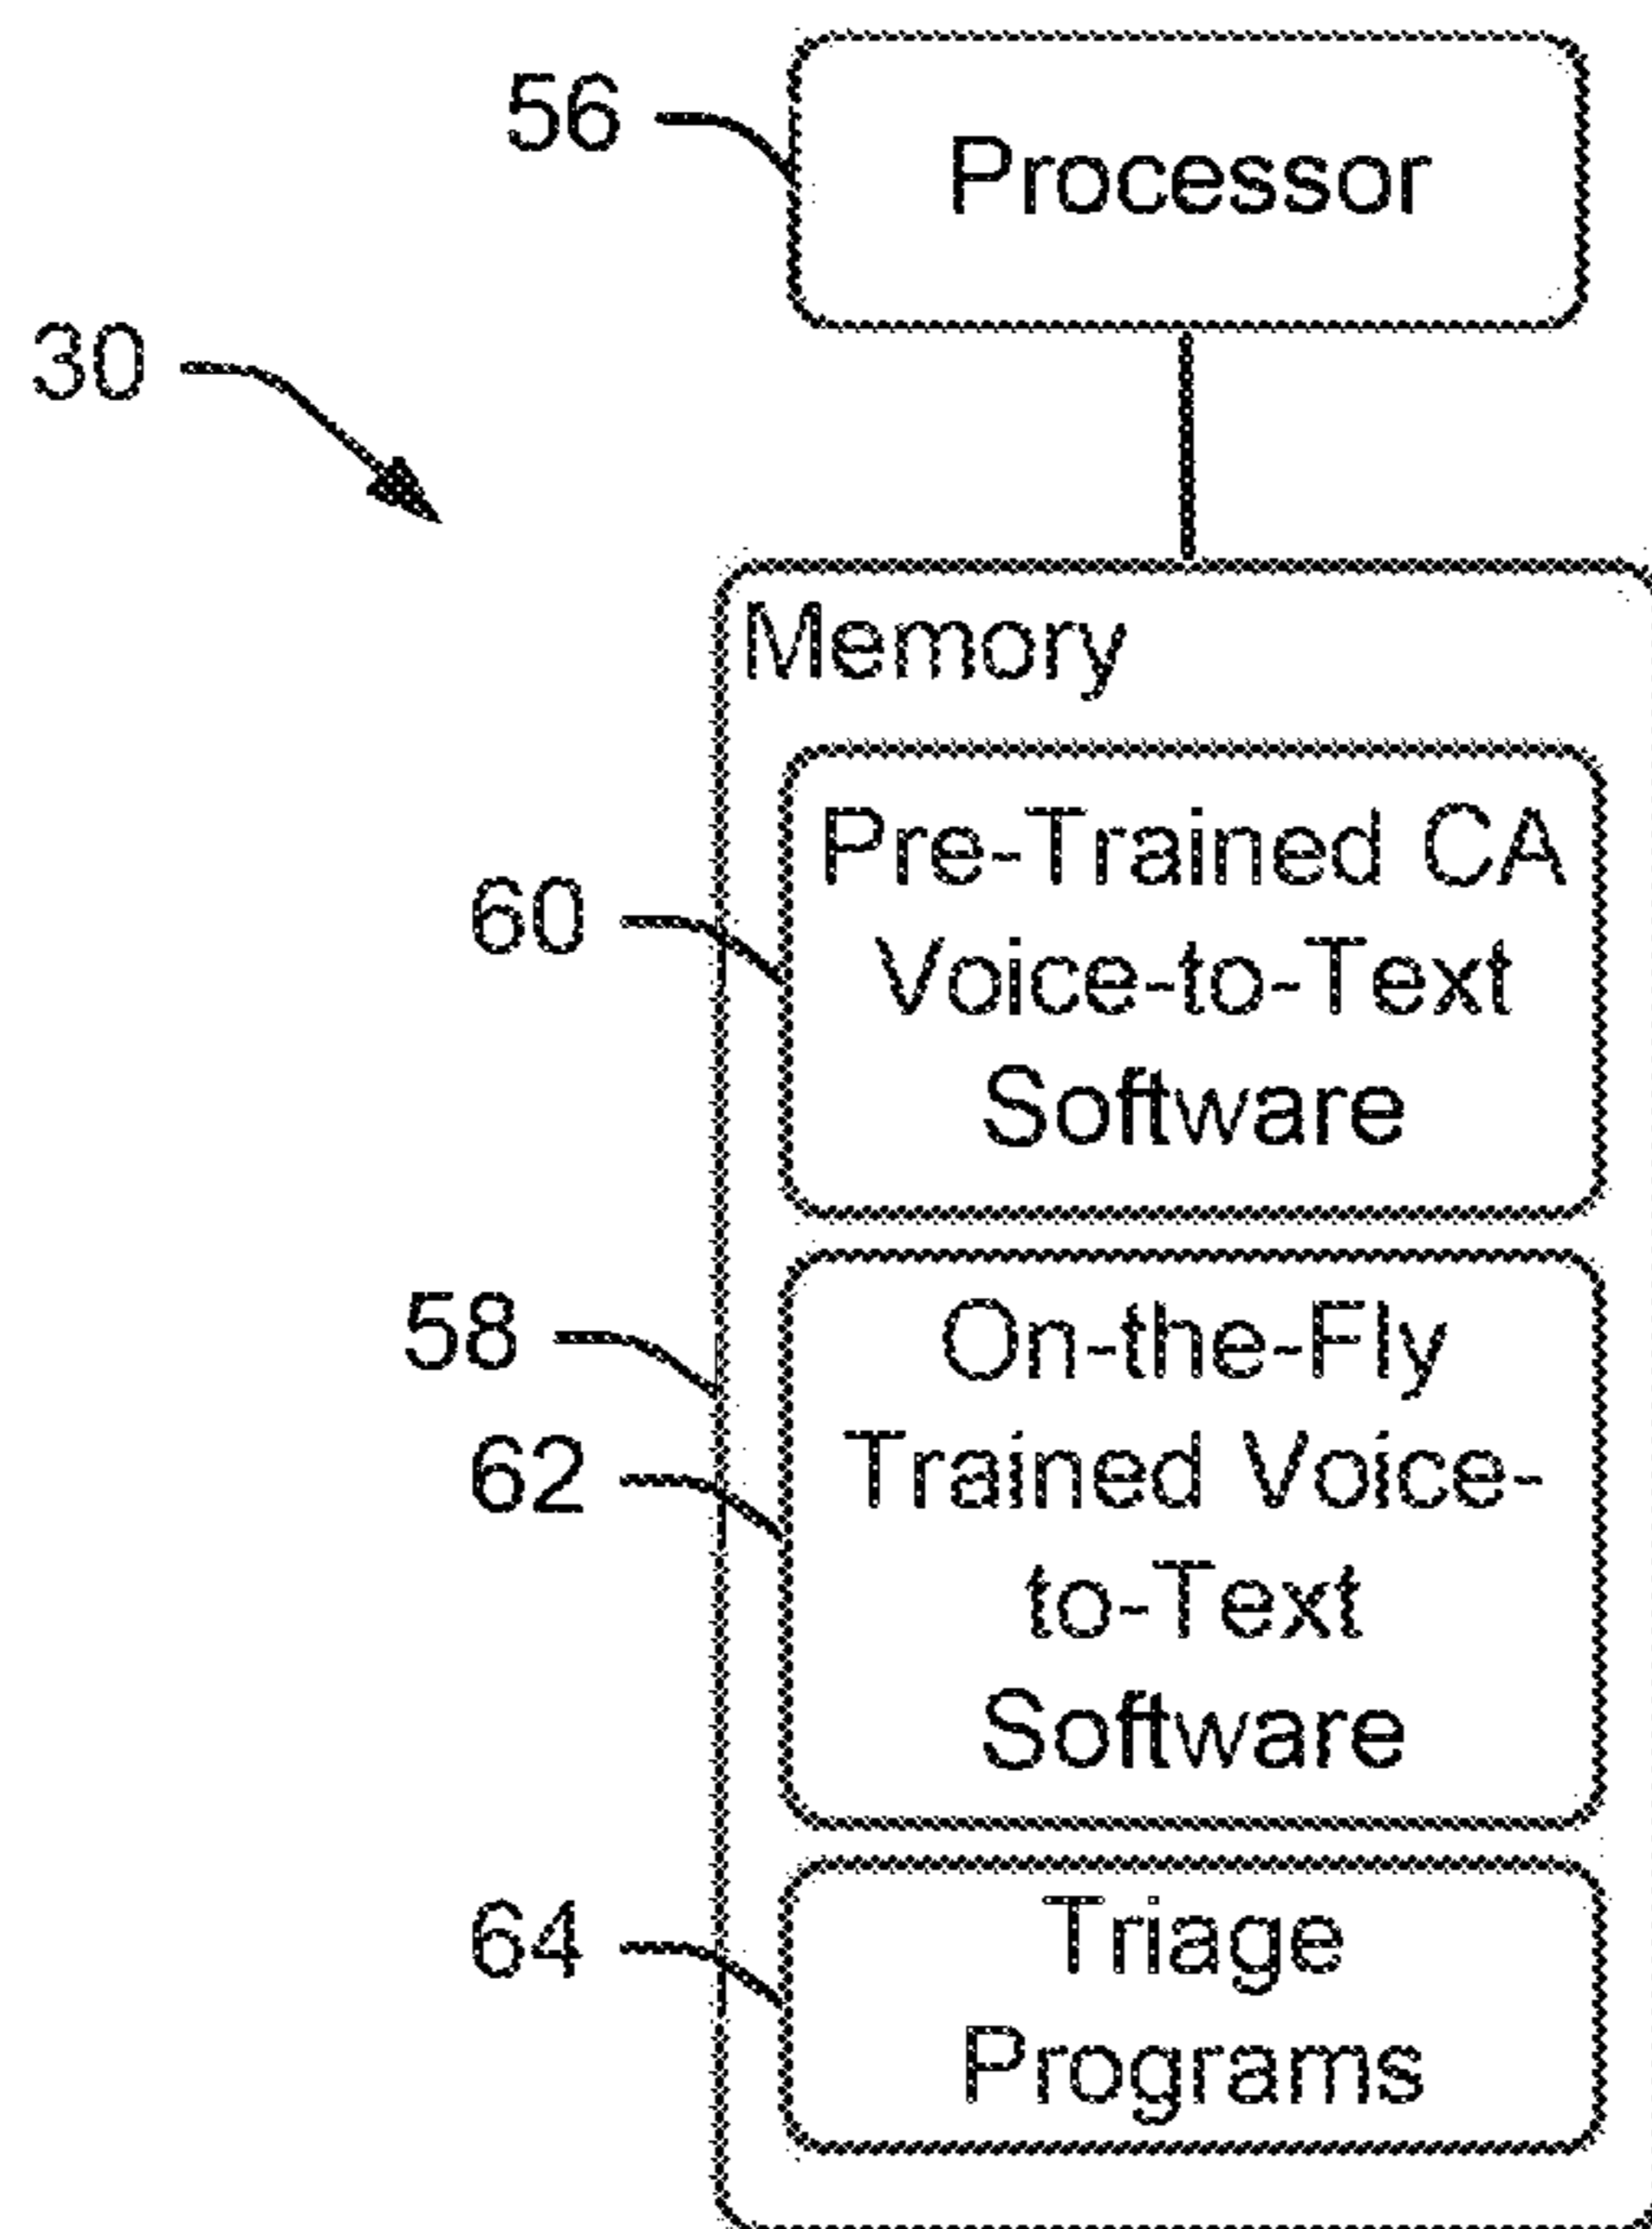 56
Processor
30
Memory
60
Pre-Trained CA
Voice-to-Text
Software
58
62
On-the-Fly
Trained Voice-
to-Text
Software
64
Triage
Programs